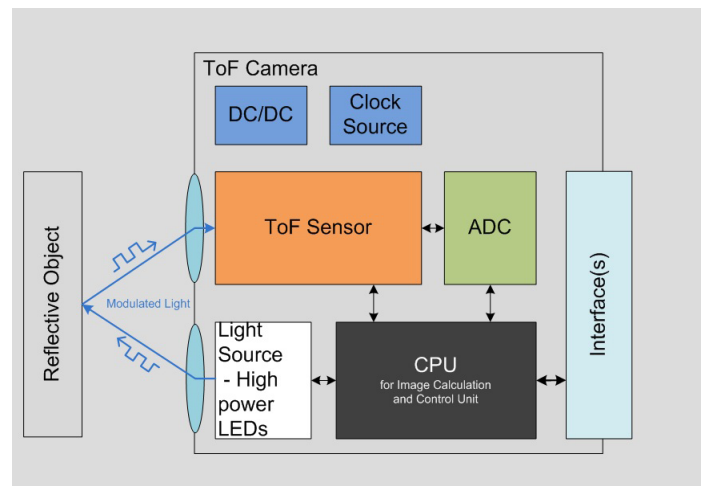 ToF Camera
DC/DC
Clock
Source
Reflective Object
ToF Sensor
ADC
Interface(s)
Modulated Light
Light
Source
- High
power
LEDs
CPU
for Image Calculation
and Control Unit